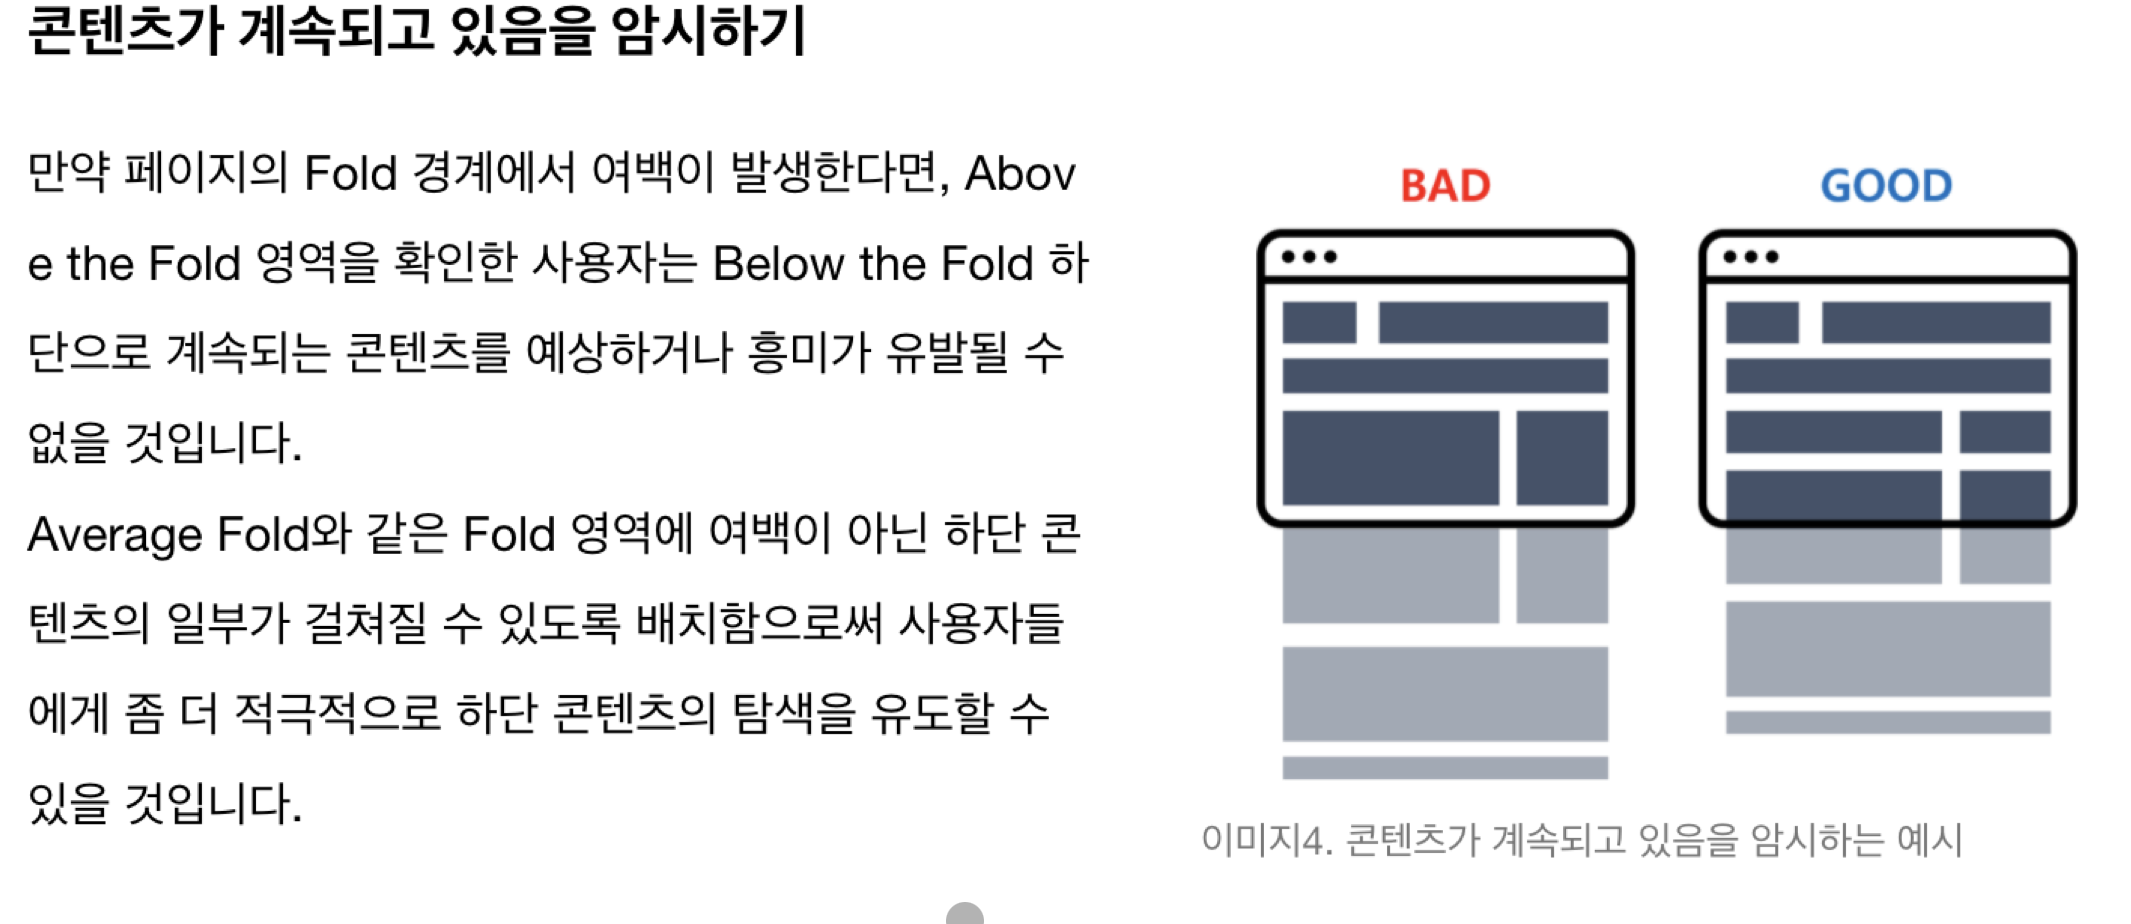 콘텐츠가 계속되고 있음을 암시하기
만약 페이지의 Fold 경계에서 여백이 발생한다면, Abov
e the Fold 영역을 확인한 사용자는 Below the Fold 하
단으로 계속되는 콘텐츠를 예상하거나 흥미가 유발될 수
없을 것입니다.
Average Fold와 같은 Fold 영역에 여백이 아닌 하단 콘
텐츠의 일부가 걸쳐질 수 있도록 배치함으로써 사용자들
에게 좀 더 적극적으로 하단 콘텐츠의 탐색을 유도할 수
있을 것입니다.
BAD
GOOD
이미지4. 콘텐츠가 계속되고 있음을 암시하는 예시